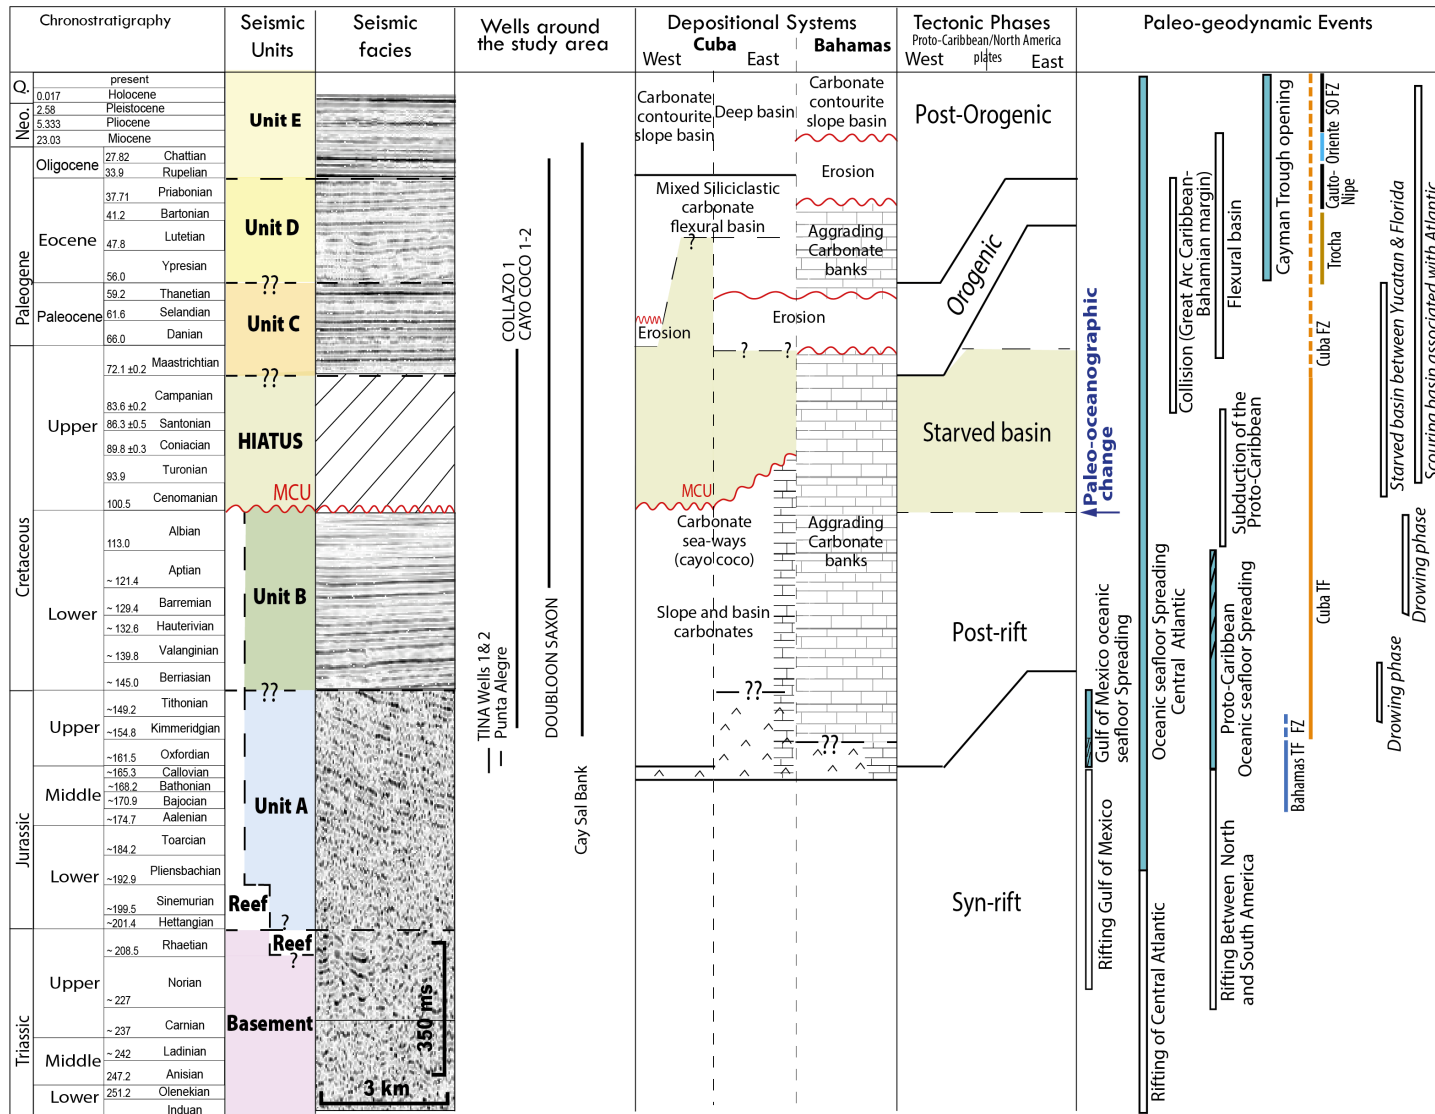 Chronostratigraphy
Seismic
Units
Seismic
facies
Wells around
the study area
Depositional Systems
Cuba
Bahamas
West
East
Tectonic Phases
Proto-Caribbean/North America
plates
West
East
Paleo-geodynamic Events
Q.
Neo.
Paleogene
Cretaceous
Jurassic
Triassic
Oligocene
Eocene
Paleocene
Upper
Lower
Upper
Middle
Lower
Upper
Middle
Lower
present
0.017 Holocene
2.58 Pleistocene
5.333 Pliocene
23.03 Miocene
27.82 Chattian
33.9 Rupelian
37.71 Priabonian
41.2 Bartonian
47.8 Lutetian
56.0 Ypresian
59.2 Thanetian
61.6 Selandian
66.0 Danian
72.1 ±0.2 Maastrichtian
83.6 ±0.2 Campanian
86.3 ±0.5 Santonian
89.8 ±0.3 Coniacian
93.9 Turonian
100.5 Cenomanian
113.0 Albian
~ 121.4 Aptian
~ 129.4 Barremian
~ 132.6 Hauterivian
~ 139.8 Valanginian
~ 145.0 Berriasian
~149.2 Tithonian
~154.8 Kimmeridgian
~161.5 Oxfordian
~165.3 Callovian
~168.2 Bathonian
~170.9 Bajocian
~174.7 Aalenian
~184.2 Toarcian
~192.9 Pliensbachian
~199.5 Sinemurian
~201.4 Hettangian
~ 208.5 Rhaetian
~ 227 Norian
~ 237 Carnian
~ 242 Ladinian
247.2 Anisian
251.2 Olenekian
Induan
Unit E
Unit D
??
Unit C
??
HIATUS
MCU
Unit B
??
Unit A
Reef
?
Reef
?
Basement
350 ms
3 km
TINA Wells 1&2
Punta Alegre
COLLAZO 1
CAYO COCO 1-2
DOUBLOON SAXON
Cay Sal Bank
Carbonate
contourite
slope basin
Deep basin
Carbonate
contourite
slope basin
Erosion
Mixed Siliciclastic
carbonate
flexural basin
?
Aggrading
Carbonate
banks
Erosion
Erosion
?
?
MCU
Carbonate
sea-ways
(cayo coco)
Aggrading
Carbonate
banks
Slope and basin
carbonates
??
??
Post-Orogenic
Orogenic
Starved basin
Post-rift
Syn-rift
Paleo-oceanographic
change
Gulf of Mexico oceanic
seafloor Spreading
Rifting Gulf of Mexico
Oceanic seafloor Spreading
Central Atlantic
Rifting of Central Atlantic
Collision (Great Arc Caribbean-
Bahamian margin)
Flexural basin
Subduction of the
Proto-Caribbean
Proto-Caribbean
Oceanic seafloor Spreading
Rifting Between North
and South America
Cayman Trough opening
Bahamas TF FZ
Oriente SO FZ
Cauto-
Nipe
Trocha
Cuba FZ
Cuba TF
Starved basin between Yucatan & Florida
Scouring basin associated with Atlantic
Drowing phase
Drowing phase